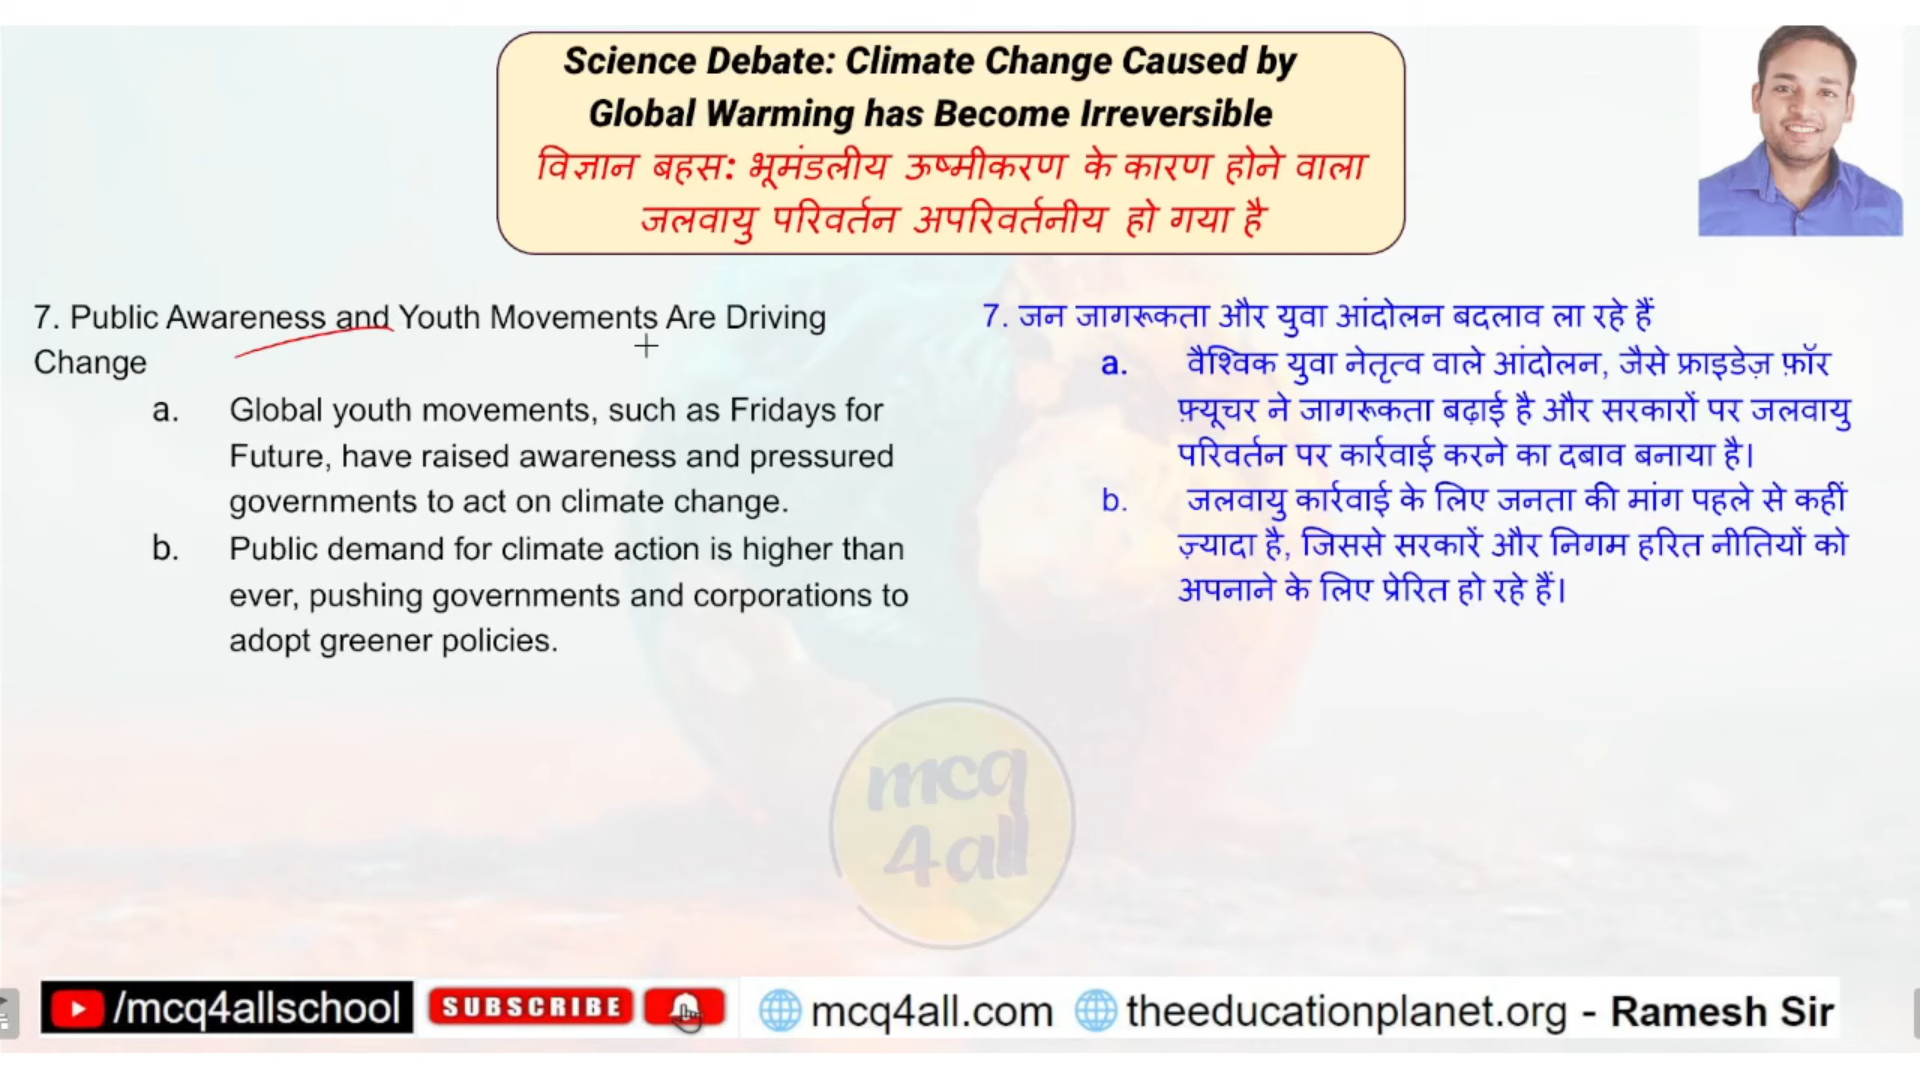 Science Debate: Climate Change Caused by
Global Warming has Become Irreversible
विज्ञान बहस: भूमंडलीय ऊष्मीकरण के कारण होने वाला
जलवायु परिवर्तन अपरिवर्तनीय हो गया है
7. Public Awareness and Youth Movements Are Driving
Change
a. Global youth movements, such as Fridays for
Future, have raised awareness and pressured
governments to act on climate change.
b. Public demand for climate action is higher than
ever, pushing governments and corporations to
adopt greener policies.
7. जन जागरूकता और युवा आंदोलन बदलाव ला रहे हैं
a. वैश्विक युवा नेतृत्व वाले आंदोलन, जैसे फ्राइडेज़ फ़ॉर
फ़्यूचर ने जागरूकता बढ़ाई है और सरकारों पर जलवायु
परिवर्तन पर कार्रवाई करने का दबाव बनाया है।
b. जलवायु कार्रवाई के लिए जनता की मांग पहले से कहीं
ज़्यादा है, जिससे सरकारें और निगम हरित नीतियों को
अपनाने के लिए प्रेरित हो रहे हैं।
mcq
4all
/mcq4allschool SUBSCRIBE mcq4all.com theeducationplanet.org - Ramesh Sir